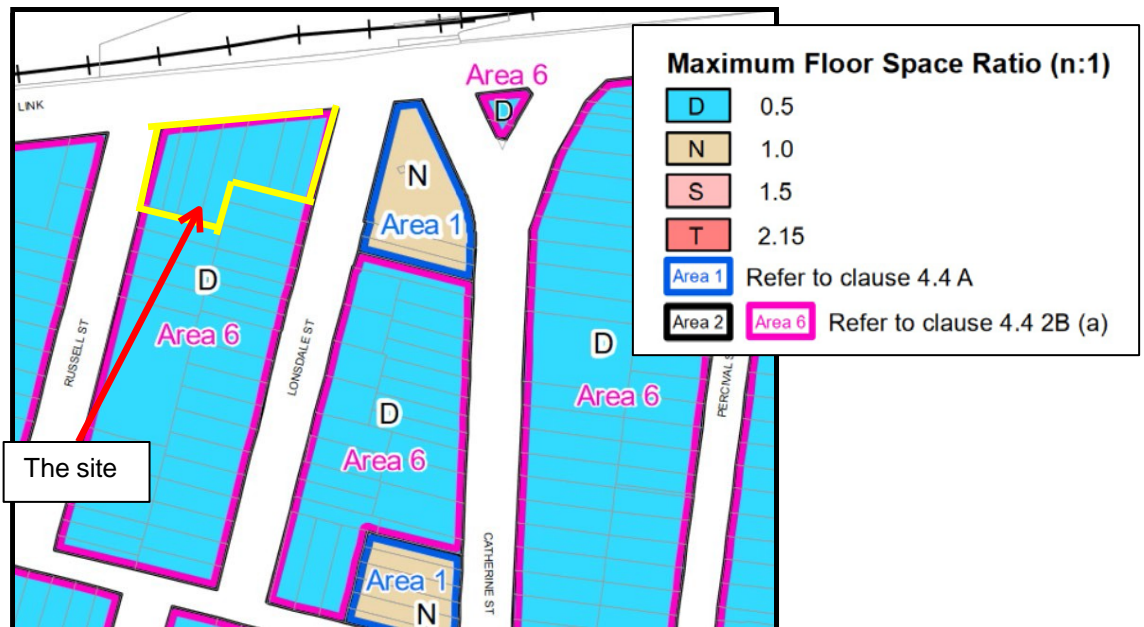 LINK
Area 6
D
N
Area 1
D
Area 6
D
Area 6
D
Area 6
Area 1
N
RUSSELL ST
LONSDALE ST
CATHERINE ST
PERCIVAL S
The site
Maximum Floor Space Ratio (n:1)
D 0.5
N 1.0
S 1.5
T 2.15
Area 1 Refer to clause 4.4 A
Area 2 Area 6 Refer to clause 4.4 2B (a)